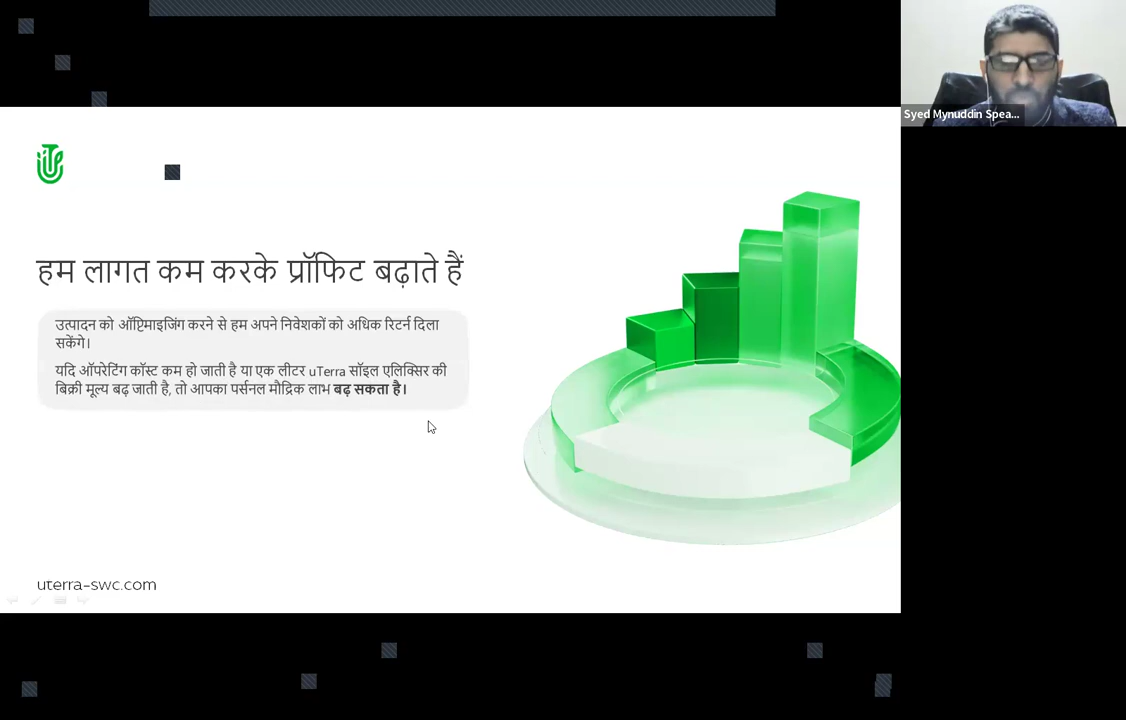 Syed Mynuddin Spea...
हम लागत कम करके प्रॉफिट बढ़ाते हैं
उत्पादन को ऑप्टिमाइजिंग करने से हम अपने निवेशकों को अधिक रिटर्न दिला
सकेंगे।
यदि ऑपरेटिंग कॉस्ट कम हो जाती है या एक लीटर uTerra सॉइल एलिक्सिर की
बिक्री मूल्य बढ़ जाती है, तो आपका पर्सनल मौद्रिक लाभ बढ़ सकता है।
uterra-swc.com